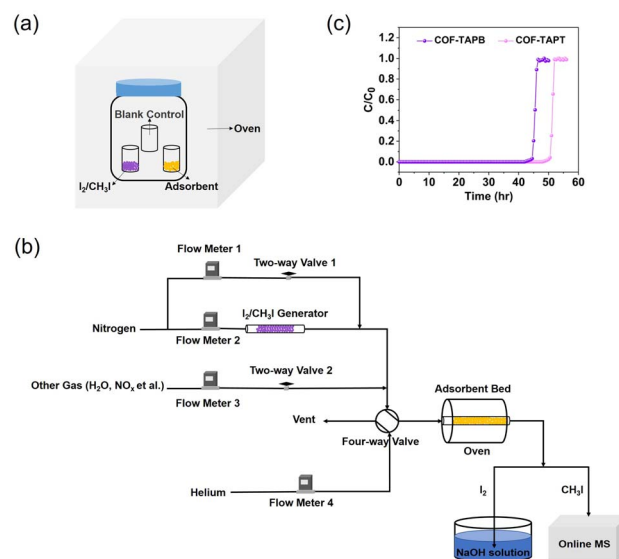 (a)
Blank Control
Oven
I₂/CH₃I
Adsorbent
(c)
COF-TAPB
COF-TAPT
C/C₀
1.2
1.0
0.8
0.6
0.4
0.2
0.0
0 10 20 30 40 50 60
Time (hr)
(b)
Flow Meter 1
Two-way Valve 1
I₂/CH₃I Generator
Nitrogen
Flow Meter 2
Other Gas (H₂O, NOₓ et al.)
Two-way Valve 2
Flow Meter 3
Adsorbent Bed
Vent
Four-way Valve
Oven
Helium
Flow Meter 4
I₂
CH₃I
NaOH solution
Online MS